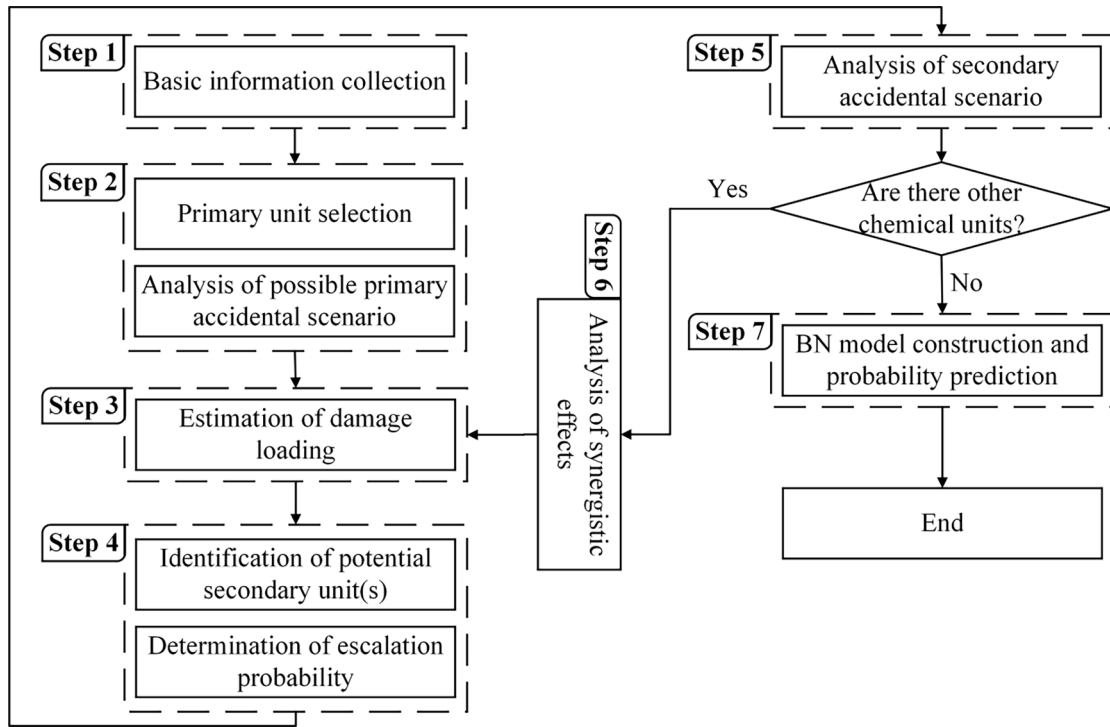 Step 1
Basic information collection
Step 2
Primary unit selection
Analysis of possible primary
accidental scenario
Step 3
Estimation of damage
loading
Step 4
Identification of potential
secondary unit(s)
Determination of escalation
probability
Step 5
Analysis of secondary
accidental scenario
Are there other
chemical units?
Yes
No
Step 6
Analysis of synergistic
effects
Step 7
BN model construction and
probability prediction
End